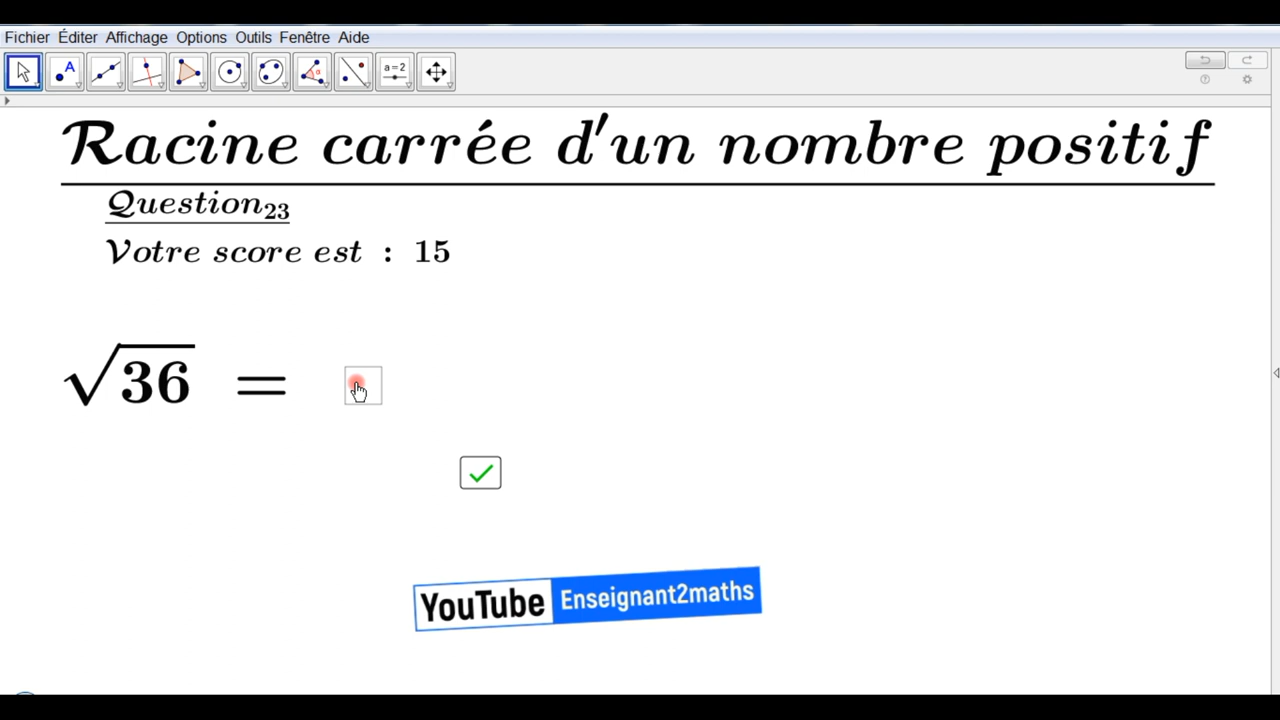 Fichier Éditer Affichage Options Outils Fenêtre Aide
A
α
a=2
Racine carrée d'un nombre positif
Question23
Votre score est : 15
√36 =
YouTube Enseignant2maths